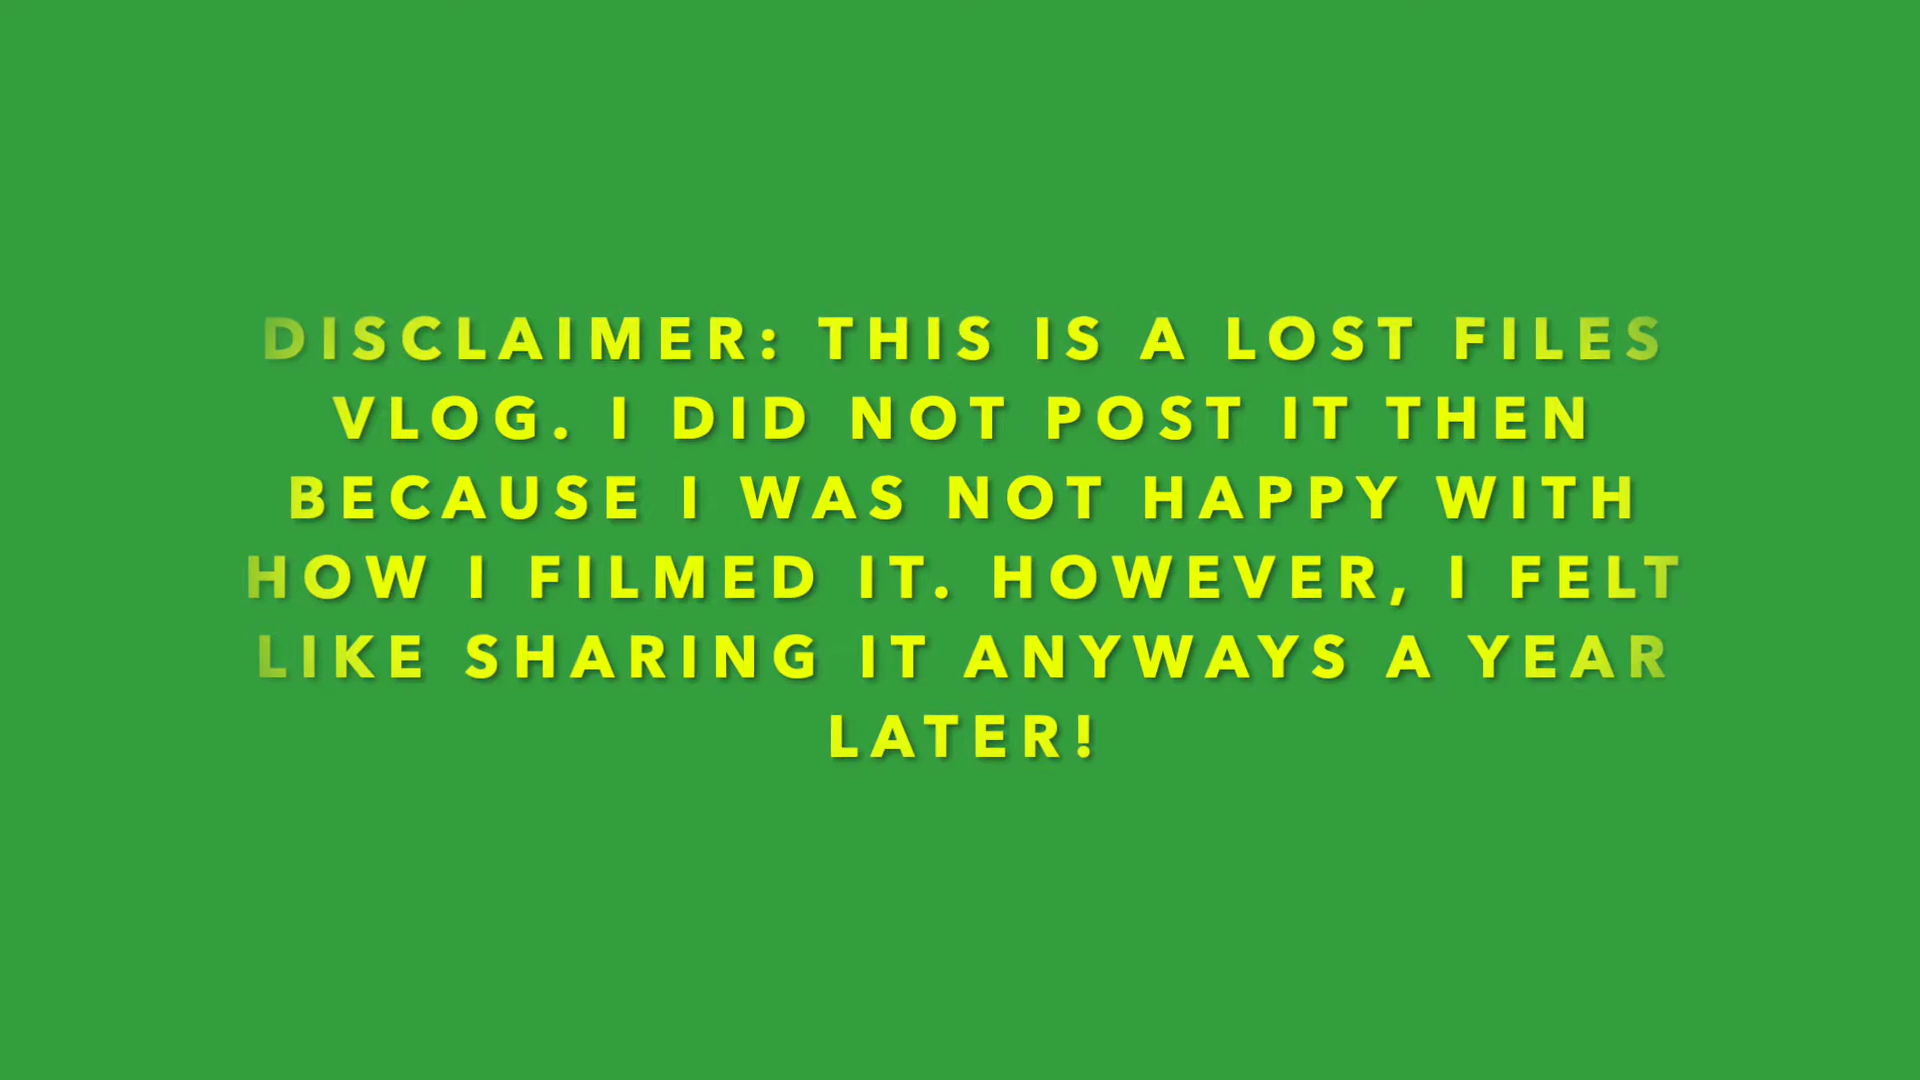 DISCLAIMER: THIS IS A LOST FILES
VLOG. I DID NOT POST IT THEN
BECAUSE I WAS NOT HAPPY WITH
HOW I FILMED IT. HOWEVER, I FELT
LIKE SHARING IT ANYWAYS A YEAR
LATER!